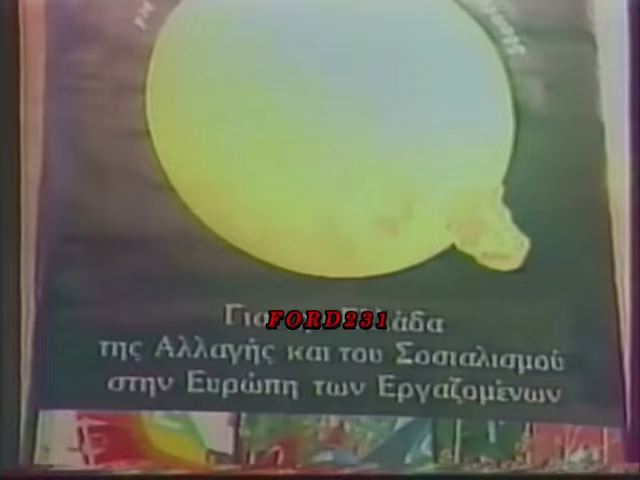 FORD231
της Αλλαγής και του Σοσιαλισμού
στην Ευρώπη των Εργαζομένων